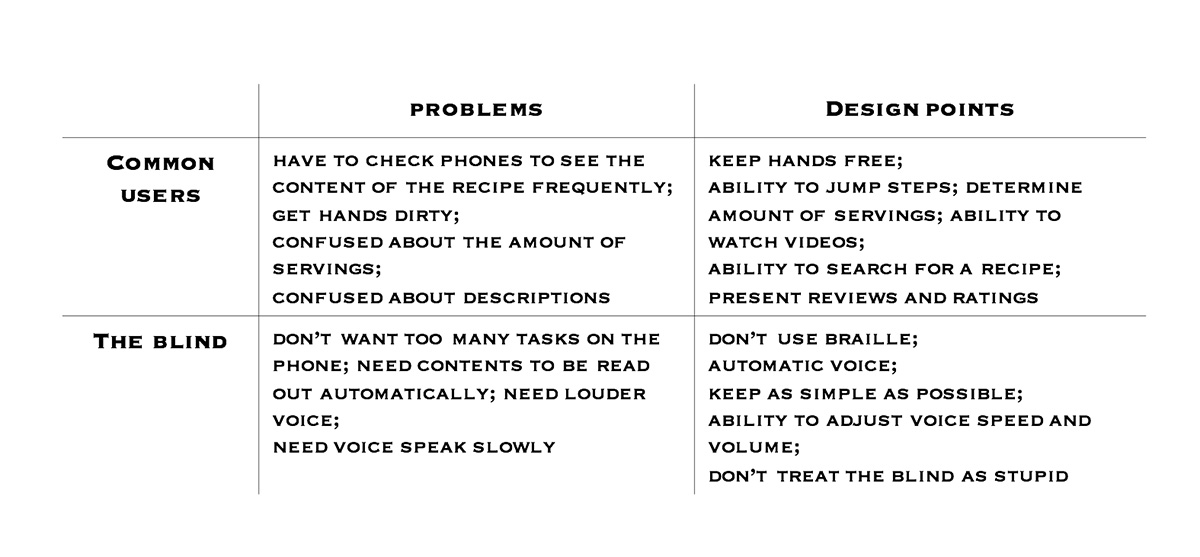 PROBLEMS
DESIGN POINTS
COMMON
USERS
HAVE TO CHECK PHONES TO SEE THE
CONTENT OF THE RECIPE FREQUENTLY;
GET HANDS DIRTY;
CONFUSED ABOUT THE AMOUNT OF
SERVINGS;
CONFUSED ABOUT DESCRIPTIONS
KEEP HANDS FREE;
ABILITY TO JUMP STEPS; DETERMINE
AMOUNT OF SERVINGS; ABILITY TO
WATCH VIDEOS;
ABILITY TO SEARCH FOR A RECIPE;
PRESENT REVIEWS AND RATINGS
THE BLIND
DON’T WANT TOO MANY TASKS ON THE
PHONE; NEED CONTENTS TO BE READ
OUT AUTOMATICALLY; NEED LOUDER
VOICE;
NEED VOICE SPEAK SLOWLY
DON’T USE BRAILLE;
AUTOMATIC VOICE;
KEEP AS SIMPLE AS POSSIBLE;
ABILITY TO ADJUST VOICE SPEED AND
VOLUME;
DON’T TREAT THE BLIND AS STUPID